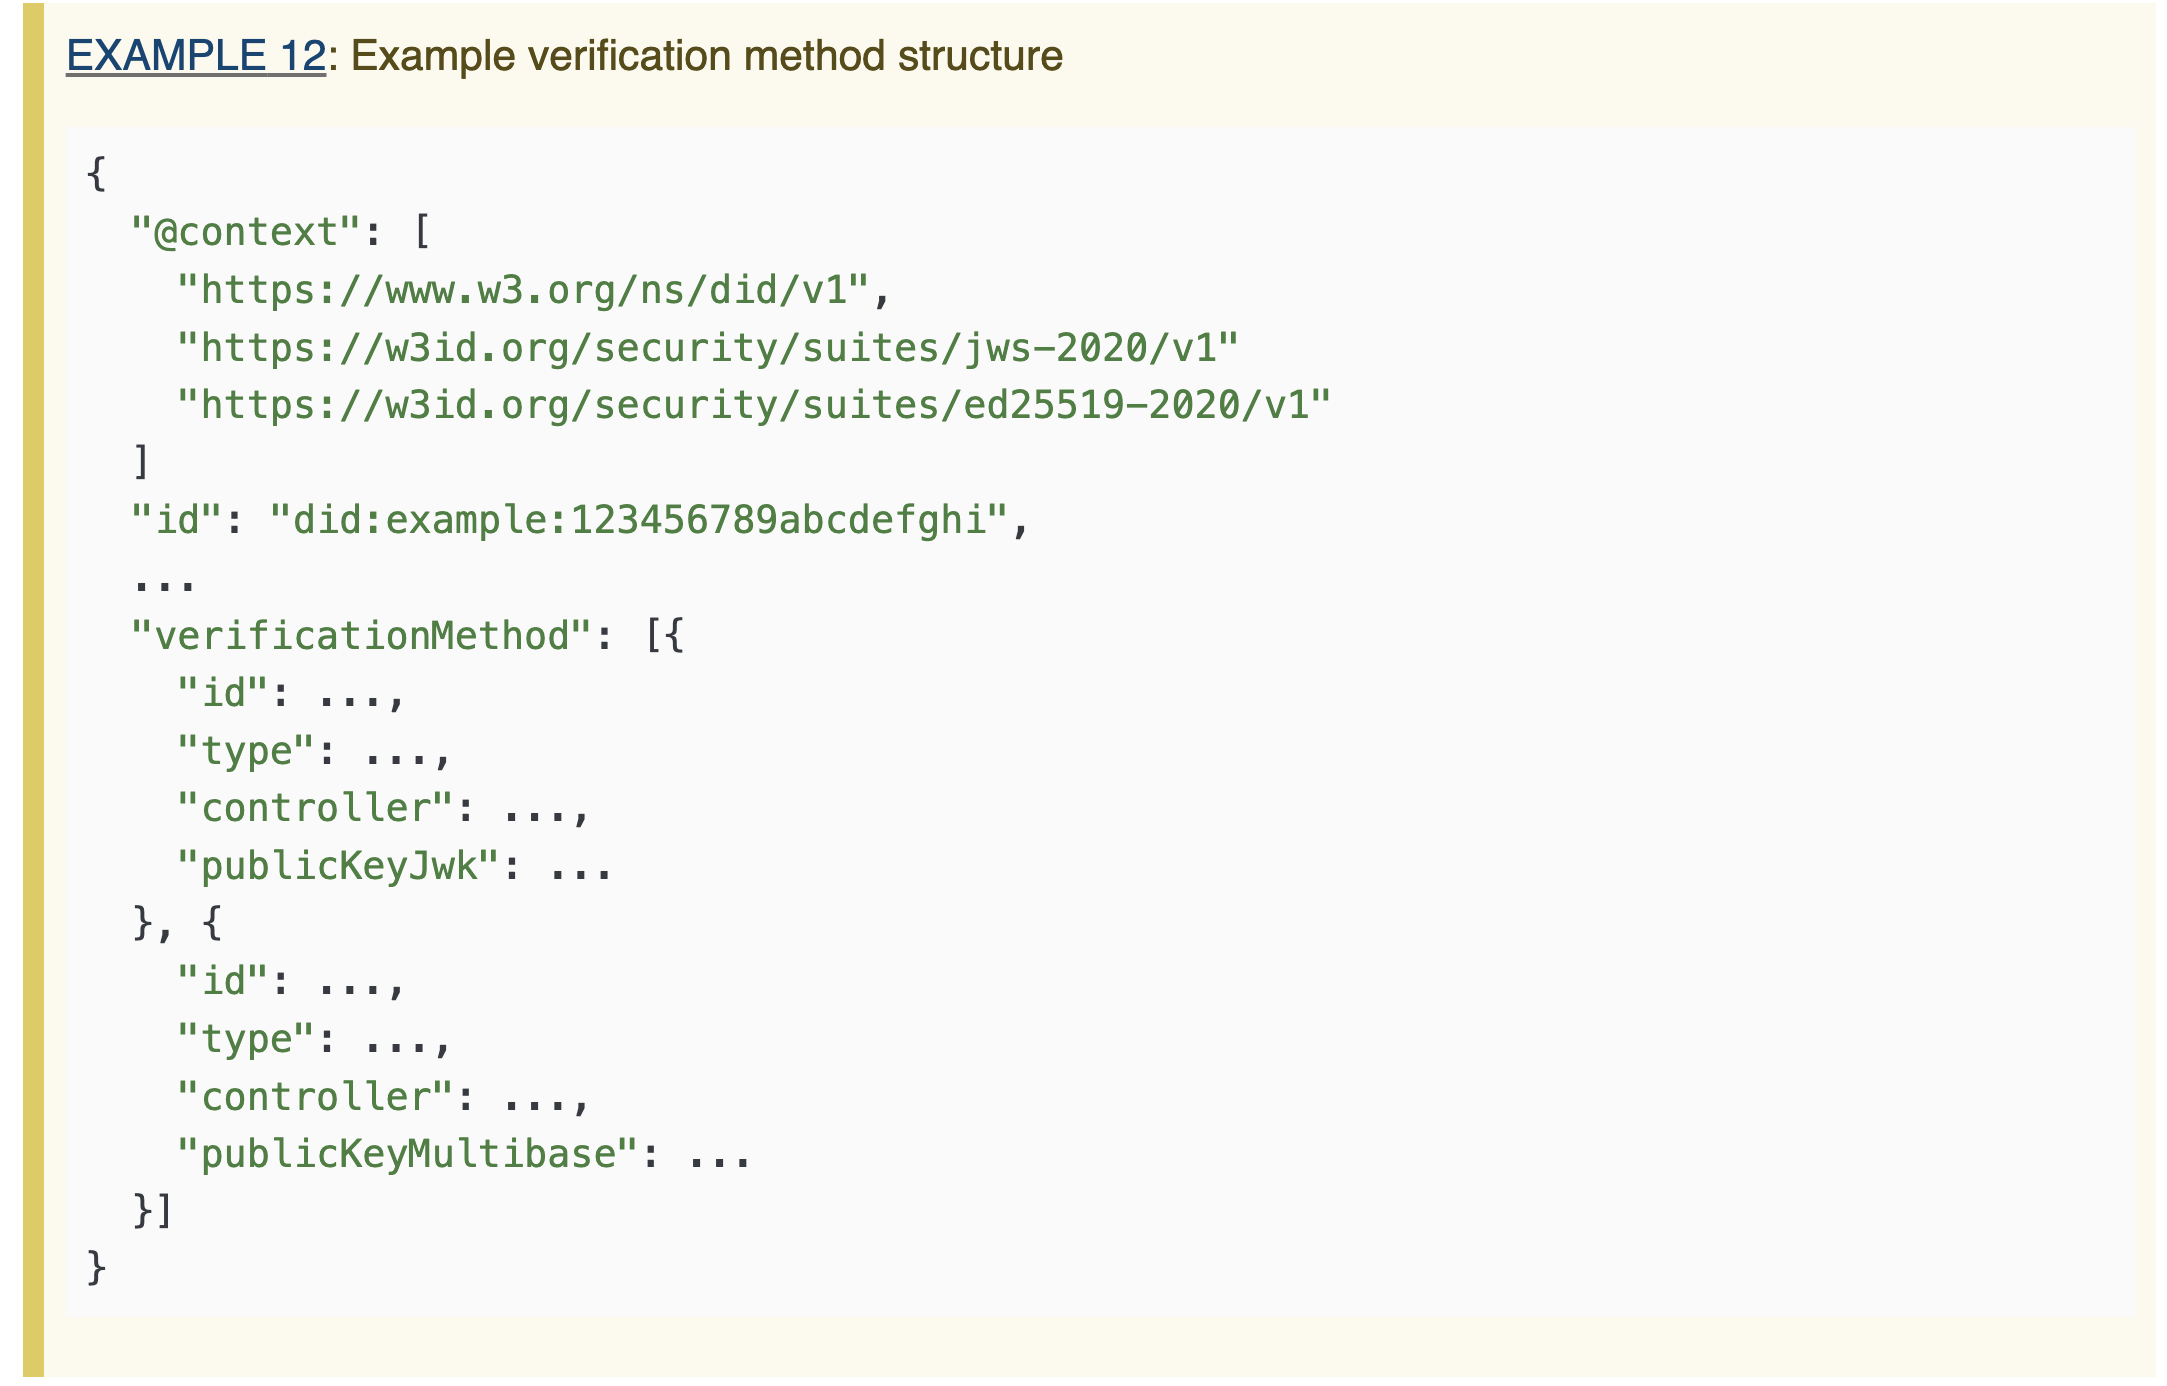 EXAMPLE 12: Example verification method structure
{
  "@context": [
    "https://www.w3.org/ns/did/v1",
    "https://w3id.org/security/suites/jws-2020/v1"
    "https://w3id.org/security/suites/ed25519-2020/v1"
  ]
  "id": "did:example:123456789abcdefghi",
  ...
  "verificationMethod": [{
    "id": ...,
    "type": ...,
    "controller": ...,
    "publicKeyJwk": ...
  }, {
    "id": ...,
    "type": ...,
    "controller": ...,
    "publicKeyMultibase": ...
  }]
}